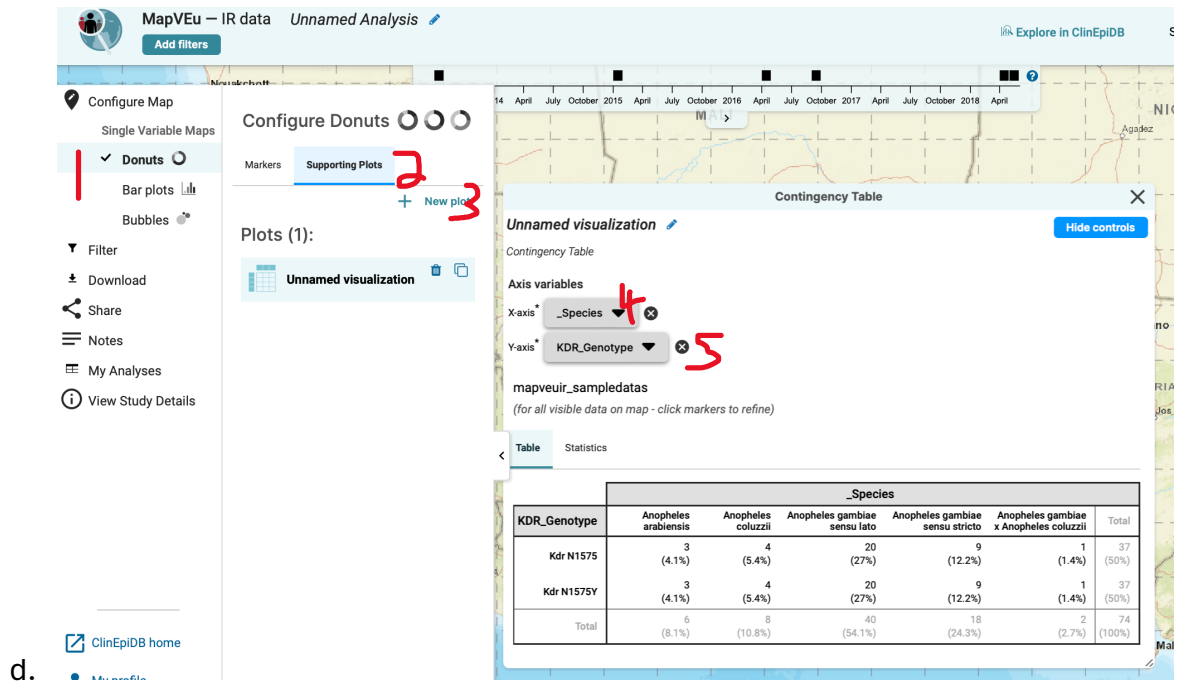 MapVEu — IR data Unnamed Analysis
Add filters
Explore in ClinEpiDB
Nouakchott
14 April July October 2015 April July October 2016 April July October 2017 April July October 2018 April
MALI
Agadez
Configure Map
Single Variable Maps
Donuts
Bar plots
Bubbles
Filter
Download
Share
Notes
My Analyses
View Study Details
ClinEpiDB home
My profile
Configure Donuts
Markers Supporting Plots 2
+ New plot 3
Plots (1):
Unnamed visualization
Contingency Table
Unnamed visualization
Hide controls
Contingency Table
Axis variables
X-axis* _Species 4
Y-axis* KDR_Genotype 5
mapveuir_sampledatas
(for all visible data on map - click markers to refine)
Table Statistics
_Species
KDR_Genotype Anopheles arabiensis Anopheles coluzzii Anopheles gambiae sensu lato Anopheles gambiae sensu stricto Anopheles gambiae x Anopheles coluzzii Total
Kdr N1575 3 4 20 9 1 37
(4.1%) (5.4%) (27%) (12.2%) (1.4%) (50%)
Kdr N1575Y 3 4 20 9 1 37
(4.1%) (5.4%) (27%) (12.2%) (1.4%) (50%)
Total 6 8 40 18 2 74
(8.1%) (10.8%) (54.1%) (24.3%) (2.7%) (100%)
d.